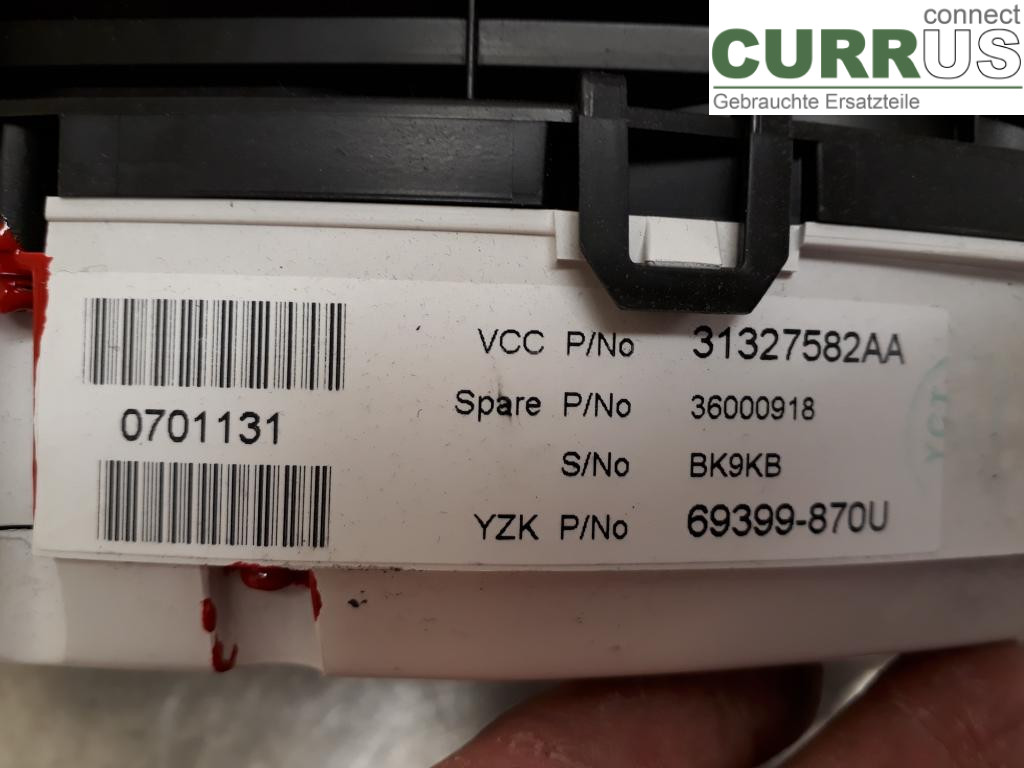 connect
CURRUS
Gebrauchte Ersatzteile
VCC P/No 31327582AA
Spare P/No 36000918
0701131
S/No BK9KB
YZK P/No 69399-870U